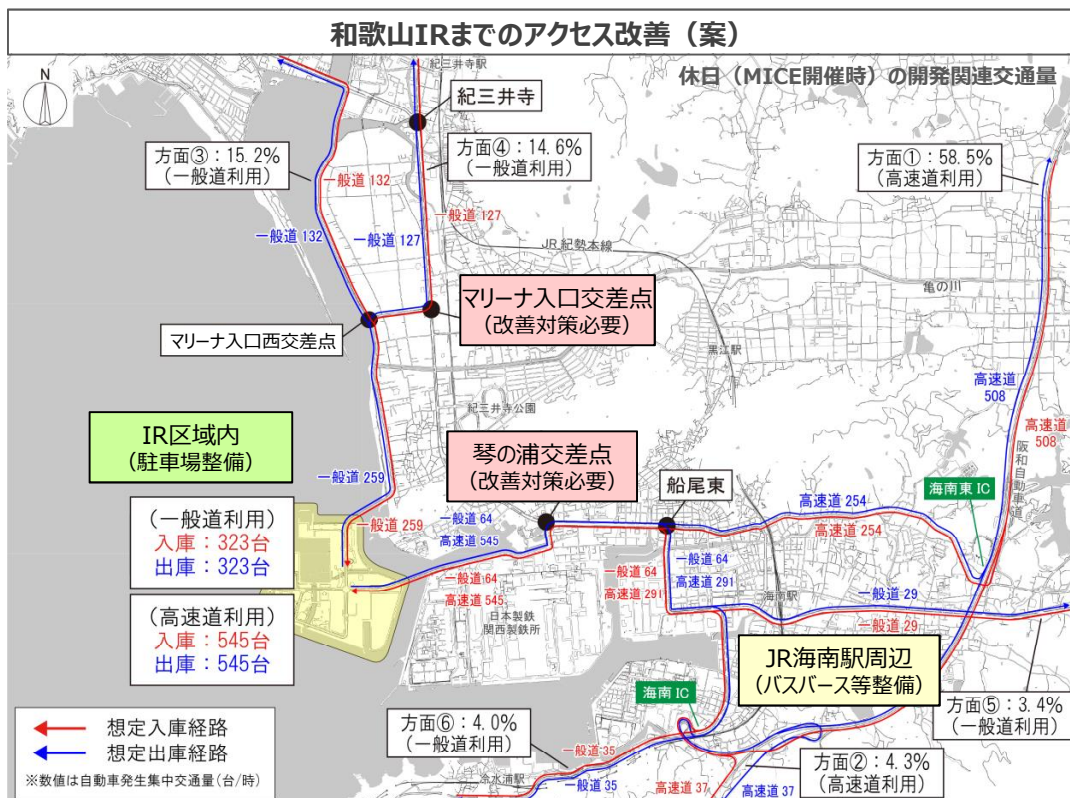 和歌山IRまでのアクセス改善（案）
休日（MICE開催時）の開発関連交通量
N
紀三井寺駅
紀三井寺
方面③：15.2%
（一般道利用）
方面④：14.6%
（一般道利用）
方面①：58.5%
（高速道利用）
一般道 132
一般道 132
一般道 127
一般道 127
JR 紀勢本線
亀の川
マリーナ入口交差点
（改善対策必要）
マリーナ入口西交差点
黒江駅
紀三井寺公園
高速道
508
高速道
508
阪和自動車道
IR区域内
（駐車場整備）
琴の浦交差点
（改善対策必要）
船尾東
海南東 IC
一般道 259
一般道 259
（一般道利用）
入庫：323台
出庫：323台
（高速道利用）
入庫：545台
出庫：545台
一般道 64
高速道 545
一般道 64
高速道 545
高速道 254
高速道 254
一般道 64
高速道 291
一般道 64
高速道 291
海南駅
一般道 29
一般道 29
日本製鉄
関西製鉄所
JR海南駅周辺
（バスバース等整備）
海南 IC
方面⑤：3.4%
（一般道利用）
方面⑥：4.0%
（一般道利用）
一般道 35
一般道 35
冷水浦駅
方面②：4.3%
（高速道利用）
高速道 37
高速道 37
想定入庫経路
想定出庫経路
※数値は自動車発生集中交通量(台/時)